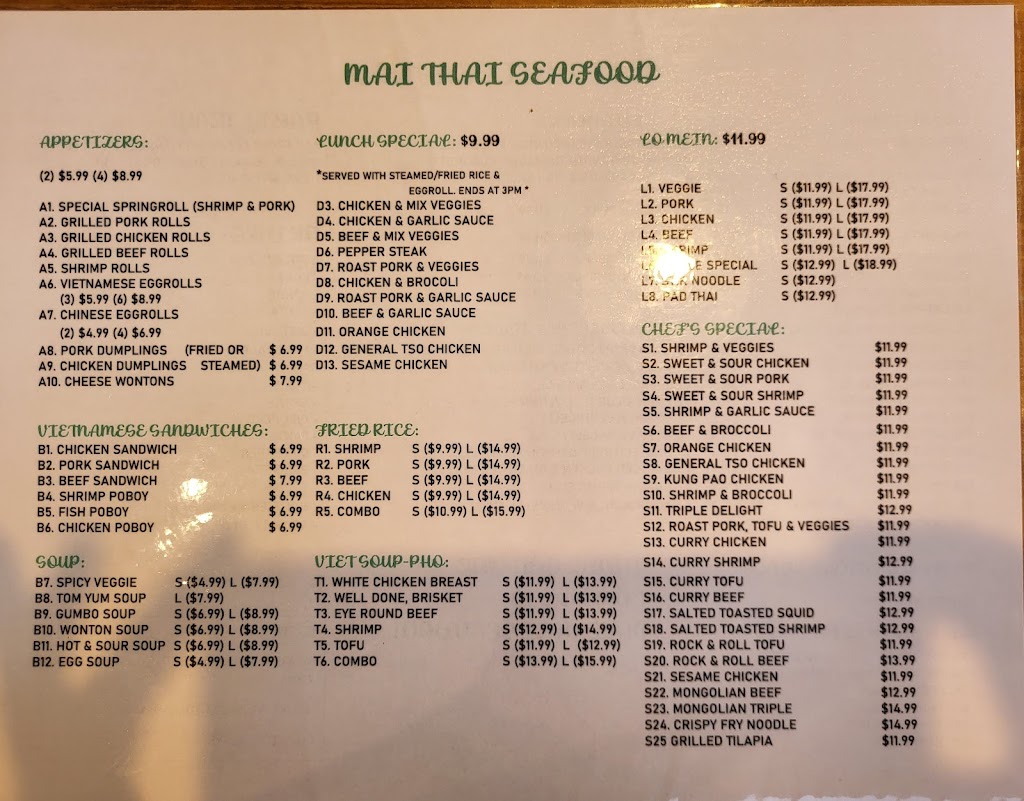 MAI THAI SEAFOOD
APPETIZERS:
(2) $5.99 (4) $8.99
A1. SPECIAL SPRINGROLL (SHRIMP & PORK)
A2. GRILLED PORK ROLLS
A3. GRILLED CHICKEN ROLLS
A4. GRILLED BEEF ROLLS
A5. SHRIMP ROLLS
A6. VIETNAMESE EGGROLLS
(3) $5.99 (6) $8.99
A7. CHINESE EGGROLLS
(2) $4.99 (4) $6.99
A8. PORK DUMPLINGS (FRIED OR $ 6.99
A9. CHICKEN DUMPLINGS STEAMED) $ 6.99
A10. CHEESE WONTONS $ 7.99
VIETNAMESE SANDWICHES:
B1. CHICKEN SANDWICH $ 6.99
B2. PORK SANDWICH $ 6.99
B3. BEEF SANDWICH $ 7.99
B4. SHRIMP POBOY $ 6.99
B5. FISH POBOY $ 6.99
B6. CHICKEN POBOY $ 6.99
SOUP:
B7. SPICY VEGGIE S ($4.99) L ($7.99)
B8. TOM YUM SOUP L ($7.99)
B9. GUMBO SOUP S ($6.99) L ($8.99)
B10. WONTON SOUP S ($6.99) L ($8.99)
B11. HOT & SOUR SOUP S ($6.99) L ($8.99)
B12. EGG SOUP S ($4.99) L ($7.99)
LUNCH SPECIAL: $9.99
*SERVED WITH STEAMED/FRIED RICE &
EGGROLL. ENDS AT 3PM *
D3. CHICKEN & MIX VEGGIES
D4. CHICKEN & GARLIC SAUCE
D5. BEEF & MIX VEGGIES
D6. PEPPER STEAK
D7. ROAST PORK & VEGGIES
D8. CHICKEN & BROCOLI
D9. ROAST PORK & GARLIC SAUCE
D10. BEEF & GARLIC SAUCE
D11. ORANGE CHICKEN
D12. GENERAL TSO CHICKEN
D13. SESAME CHICKEN
FRIED RICE:
R1. SHRIMP S ($9.99) L ($14.99)
R2. PORK S ($9.99) L ($14.99)
R3. BEEF S ($9.99) L ($14.99)
R4. CHICKEN S ($9.99) L ($14.99)
R5. COMBO S ($10.99) L ($15.99)
VIET SOUP-PHO:
T1. WHITE CHICKEN BREAST S ($11.99) L ($13.99)
T2. WELL DONE, BRISKET S ($11.99) L ($13.99)
T3. EYE ROUND BEEF S ($11.99) L ($13.99)
T4. SHRIMP S ($12.99) L ($14.99)
T5. TOFU S ($11.99) L ($12.99)
T6. COMBO S ($13.99) L ($15.99)
LO MEIN: $11.99
L1. VEGGIE S ($11.99) L ($17.99)
L2. PORK S ($11.99) L ($17.99)
L3. CHICKEN S ($11.99) L ($17.99)
L4. BEEF S ($11.99) L ($17.99)
L5. SHRIMP S ($11.99) L ($17.99)
SPECIAL S ($12.99) L ($18.99)
L7. NOODLE S ($12.99)
L8. PAD THAI S ($12.99)
CHEF'S SPECIAL:
S1. SHRIMP & VEGGIES $11.99
S2. SWEET & SOUR CHICKEN $11.99
S3. SWEET & SOUR PORK $11.99
S4. SWEET & SOUR SHRIMP $11.99
S5. SHRIMP & GARLIC SAUCE $11.99
S6. BEEF & BROCCOLI $11.99
S7. ORANGE CHICKEN $11.99
S8. GENERAL TSO CHICKEN $11.99
S9. KUNG PAO CHICKEN $11.99
S10. SHRIMP & BROCCOLI $11.99
S11. TRIPLE DELIGHT $12.99
S12. ROAST PORK, TOFU & VEGGIES $11.99
S13. CURRY CHICKEN $11.99
S14. CURRY SHRIMP $12.99
S15. CURRY TOFU $11.99
S16. CURRY BEEF $11.99
S17. SALTED TOASTED SQUID $12.99
S18. SALTED TOASTED SHRIMP $12.99
S19. ROCK & ROLL TOFU $11.99
S20. ROCK & ROLL BEEF $13.99
S21. SESAME CHICKEN $11.99
S22. MONGOLIAN BEEF $12.99
S23. MONGOLIAN TRIPLE $14.99
S24. CRISPY FRY NOODLE $14.99
S25 GRILLED TILAPIA $11.99